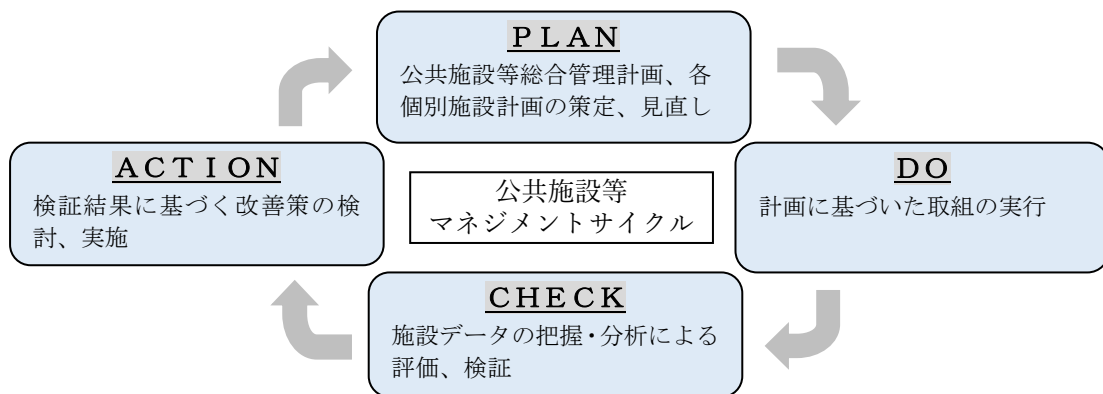 ＰＬＡＮ
公共施設等総合管理計画、各
個別施設計画の策定、見直し
ＡＣＴＩＯＮ
検証結果に基づく改善策の検
討、実施
公共施設等
マネジメントサイクル
ＤＯ
計画に基づいた取組の実行
ＣＨＥＣＫ
施設データの把握・分析による
評価、検証